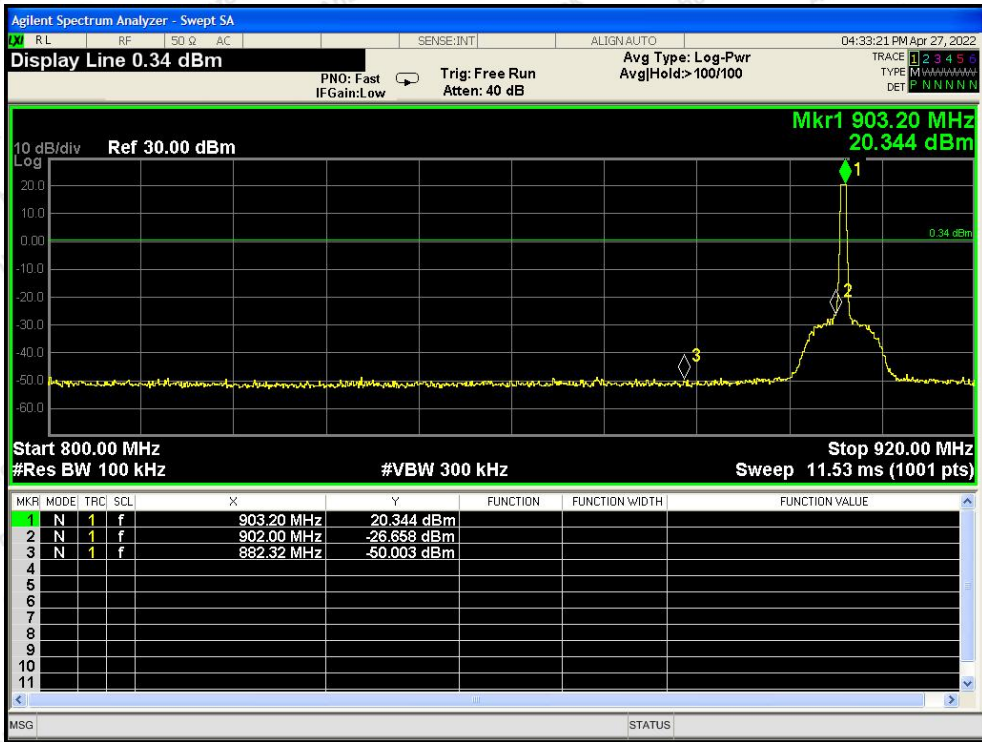 Agilent Spectrum Analyzer - Swept SA
LXI RL RF 50 Ω AC SENSE:INT ALIGN AUTO 04:33:21 PM Apr 27, 2022
Display Line 0.34 dBm
PNO: Fast
IFGain:Low
Trig: Free Run
Atten: 40 dB
Avg Type: Log-Pwr
Avg|Hold:>100/100
TRACE 1 2 3 4 5 6
TYPE M
DET P N N N N N
Mkr1 903.20 MHz
20.344 dBm
10 dB/div Ref 30.00 dBm
Log
1
20.0
10.0
0.00
0.34 dBm
-10.0
-20.0
2
-30.0
-40.0
3
-50.0
-60.0
Start 800.00 MHz Stop 920.00 MHz
#Res BW 100 kHz #VBW 300 kHz Sweep 11.53 ms (1001 pts)
MKR MODE TRC SCL X Y FUNCTION FUNCTION WIDTH FUNCTION VALUE
1 N 1 f 903.20 MHz 20.344 dBm
2 N 1 f 902.00 MHz -26.658 dBm
3 N 1 f 882.32 MHz -50.003 dBm
4
5
6
7
8
9
10
11
MSG STATUS